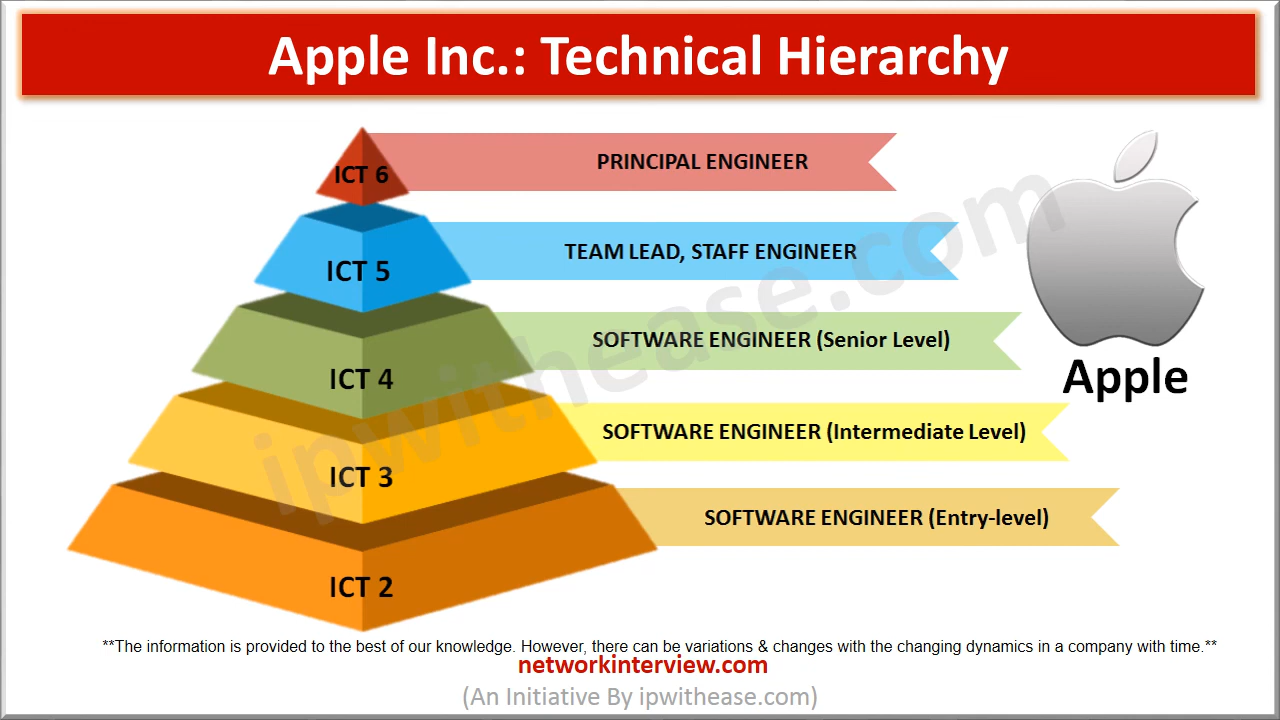 Apple Inc.: Technical Hierarchy
ICT 6
PRINCIPAL ENGINEER
ICT 5
TEAM LEAD, STAFF ENGINEER
ICT 4
SOFTWARE ENGINEER (Senior Level)
Apple
ICT 3
SOFTWARE ENGINEER (Intermediate Level)
ICT 2
SOFTWARE ENGINEER (Entry-level)
ipwithease.com
**The information is provided to the best of our knowledge. However, there can be variations & changes with the changing dynamics in a company with time.**
networkinterview.com
(An Initiative By ipwithease.com)